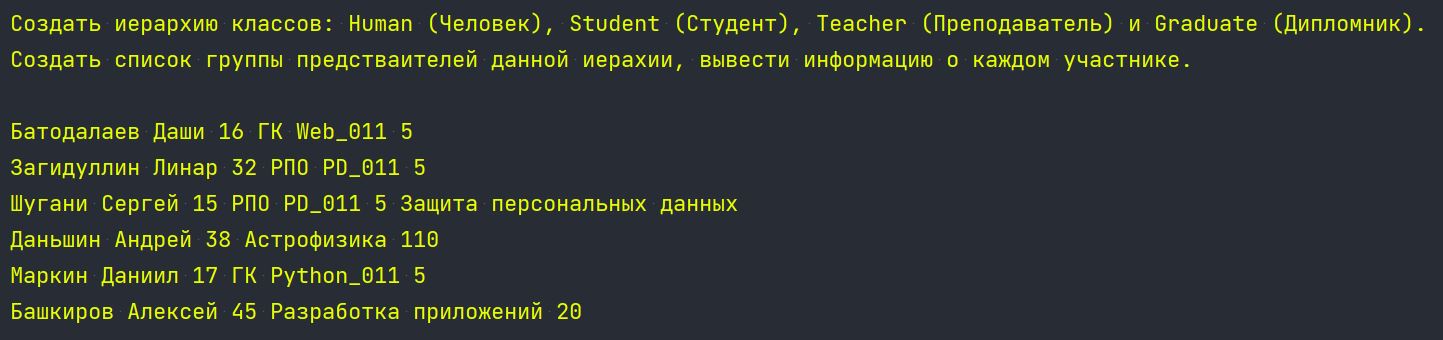 Создать иерархию классов: Human (Человек), Student (Студент), Teacher (Преподаватель) и Graduate (Дипломник).
Создать список группы предстваителей данной иерахии, вывести информацию о каждом участнике.
Батодалаев Даши 16 ГК Web_011 5
Загидуллин Линар 32 РПО PD_011 5
Шугани Сергей 15 РПО PD_011 5 Защита персональных данных
Даньшин Андрей 38 Астрофизика 110
Маркин Даниил 17 ГК Python_011 5
Башкиров Алексей 45 Разработка приложений 20